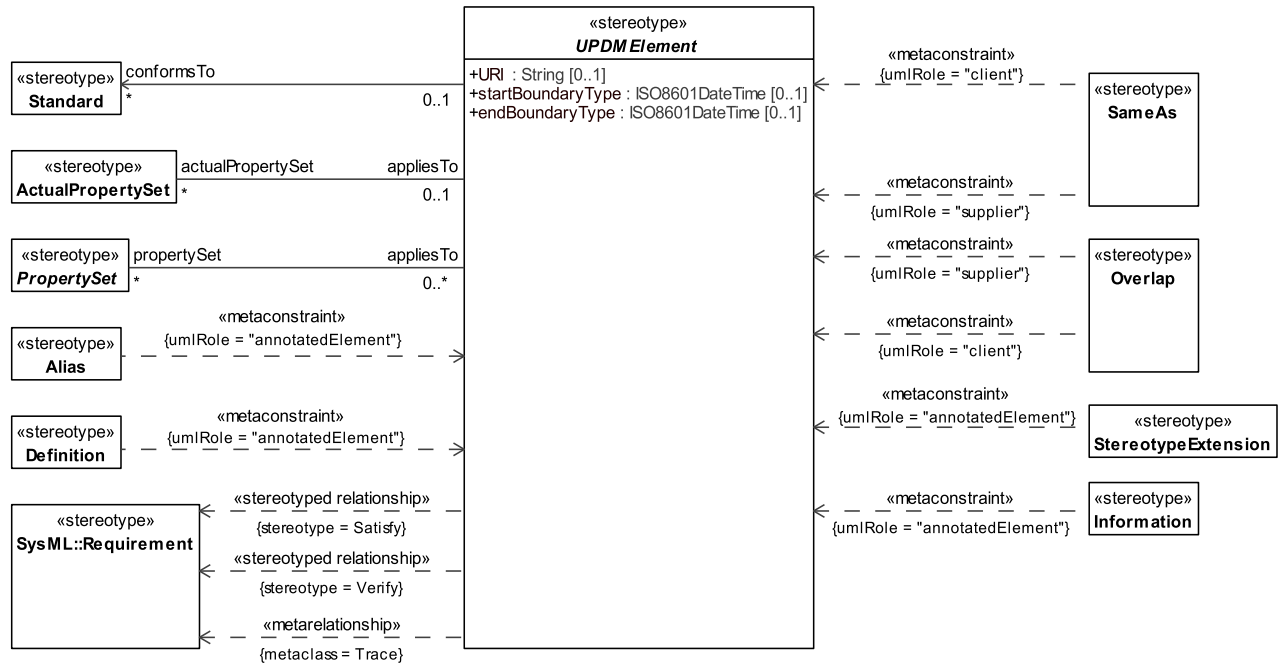 «stereotype»
UPDMElement
+URI : String [0..1]
+startBoundaryType : ISO8601DateTime [0..1]
+endBoundaryType : ISO8601DateTime [0..1]
«stereotype»
Standard
conformsTo
*
0..1
«stereotype»
ActualPropertySet
actualPropertySet
*
appliesTo
0..1
«stereotype»
PropertySet
propertySet
*
appliesTo
0..*
«stereotype»
Alias
«metaconstraint»
{umlRole = "annotatedElement"}
«stereotype»
Definition
«metaconstraint»
{umlRole = "annotatedElement"}
«stereotype»
SysML::Requirement
«stereotyped relationship»
{stereotype = Satisfy}
«stereotyped relationship»
{stereotype = Verify}
«metarelationship»
{metaclass = Trace}
«metaconstraint»
{umlRole = "client"}
«stereotype»
SameAs
«metaconstraint»
{umlRole = "supplier"}
«metaconstraint»
{umlRole = "supplier"}
«stereotype»
Overlap
«metaconstraint»
{umlRole = "client"}
«metaconstraint»
{umlRole = "annotatedElement"}
«stereotype»
StereotypeExtension
«metaconstraint»
{umlRole = "annotatedElement"}
«stereotype»
Information